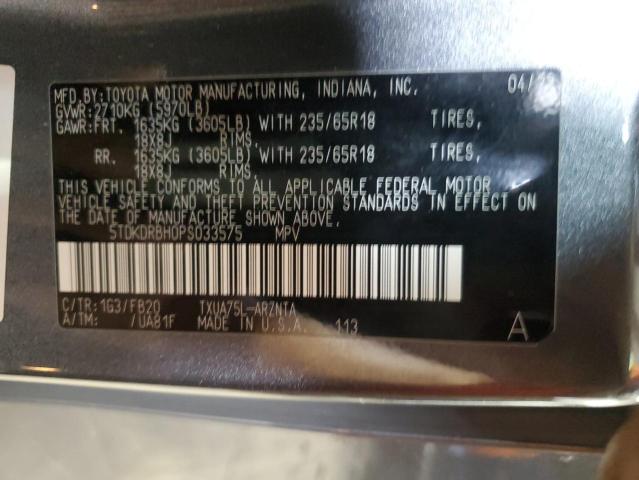 MFD. BY: TOYOTA MOTOR MANUFACTURING, INDIANA, INC. 04/
GVWR: 2710KG (5970LB)
GAWR: FRT. 1635KG (3605LB) WITH 235/65R18 TIRES,
18X8J RIMS,
RR. 1635KG (3605LB) WITH 235/65R18 TIRES,
18X8J RIMS,
THIS VEHICLE CONFORMS TO ALL APPLICABLE FEDERAL MOTOR
VEHICLE SAFETY AND THEFT PREVENTION STANDARDS IN EFFECT ON
THE DATE OF MANUFACTURE SHOWN ABOVE.
5TDKDRBH0PS033575 MPV
C/TR: 1G3/FB20 TXUA75L-ARZNTA
A/TM: /UA81F MADE IN U.S.A. 113 A